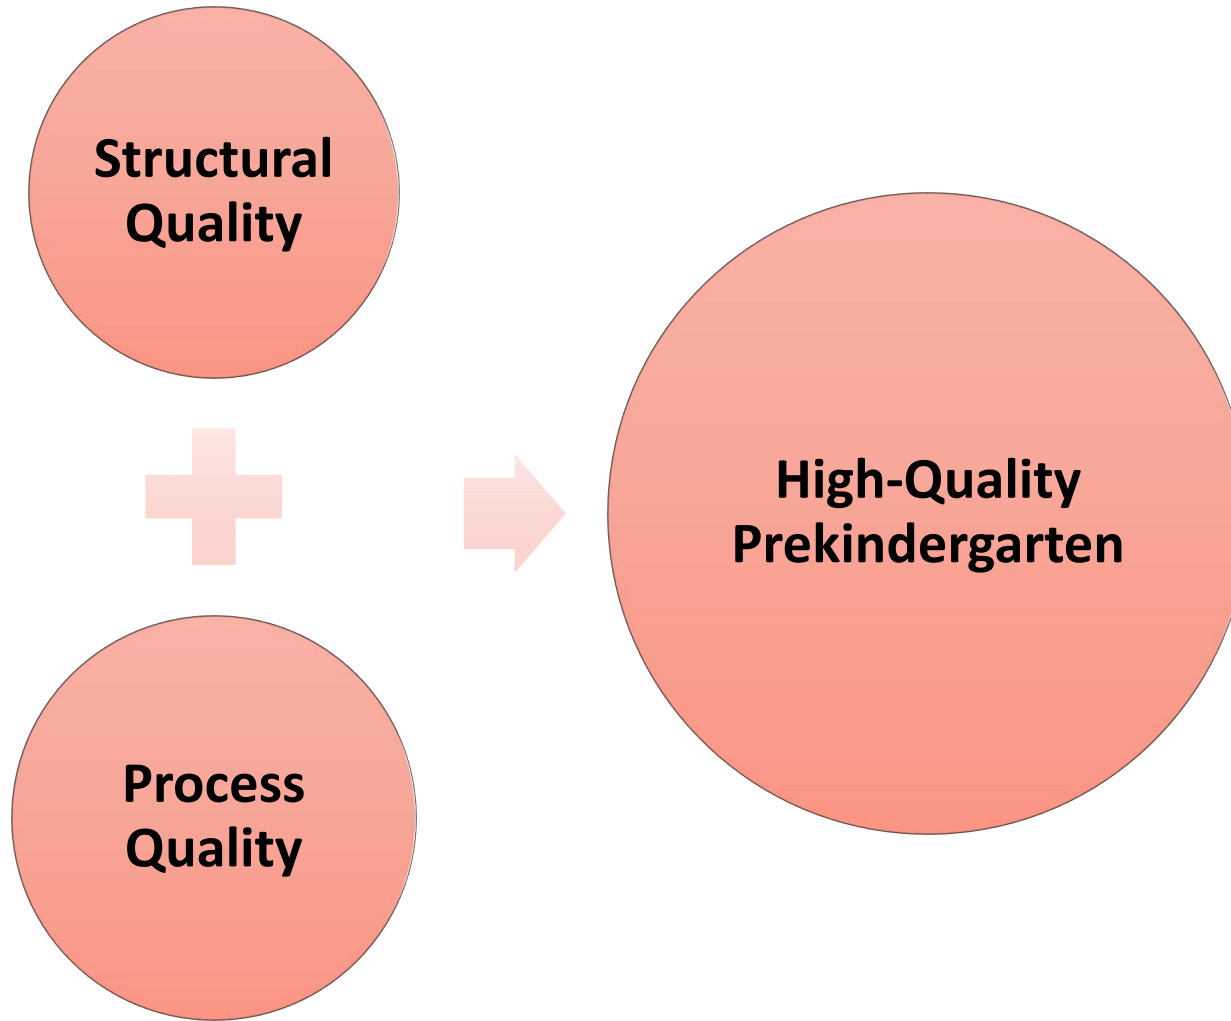 Structural
Quality
Process
Quality
High-Quality
Prekindergarten